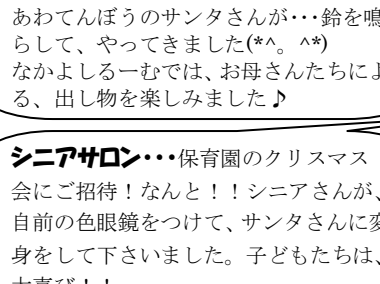 あわてんぼうのサンタさんが･･･鈴を鳴
らして、やってきました(*^。^*)
なかよしるーむでは、お母さんたちによ
る、出し物を楽しみました♪
シニアサロン･･･保育園のクリスマス
会にご招待！なんと！！シニアさんが、
自前の色眼鏡をつけて、サンタさんに変
身をして下さいました。子どもたちは、
大喜び！！